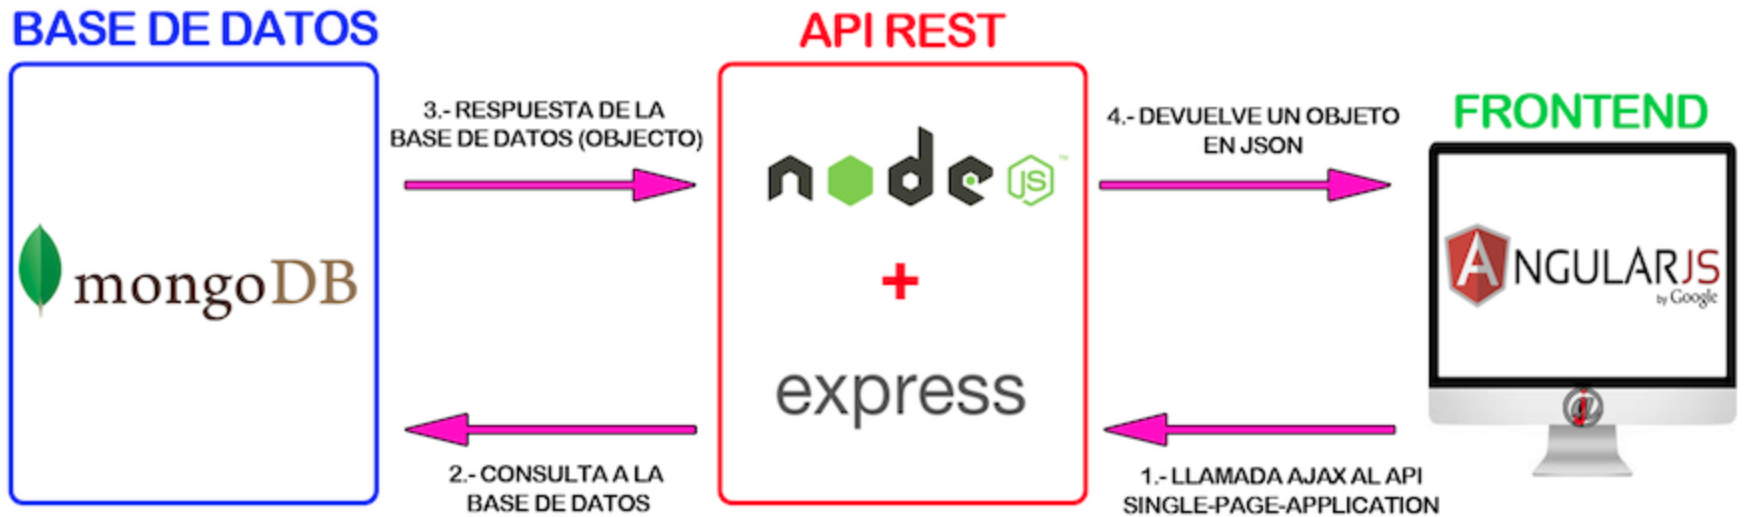 BASE DE DATOS
mongoDB
3.- RESPUESTA DE LA
BASE DE DATOS (OBJECTO)
2.- CONSULTA A LA
BASE DE DATOS
API REST
node JS™
+
express
4.- DEVUELVE UN OBJETO
EN JSON
1.- LLAMADA AJAX AL API
SINGLE-PAGE-APPLICATION
FRONTEND
ANGULARJS
by Google